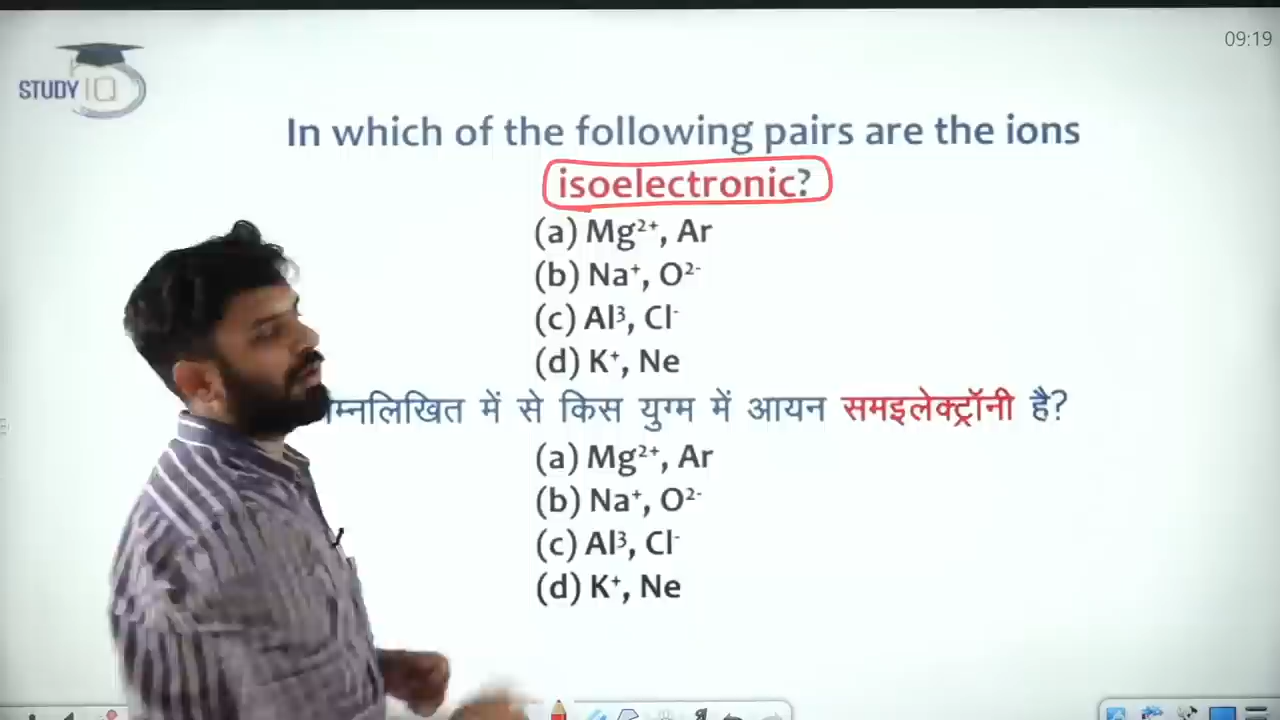 STUDY IQ
09:19
In which of the following pairs are the ions
isoelectronic?
(a) Mg²⁺, Ar
(b) Na⁺, O²⁻
(c) Al³, Cl⁻
(d) K⁺, Ne
में से किस युग्म में आयन समइलेक्ट्रॉनी है?
(a) Mg²⁺, Ar
(b) Na⁺, O²⁻
(c) Al³, Cl⁻
(d) K⁺, Ne